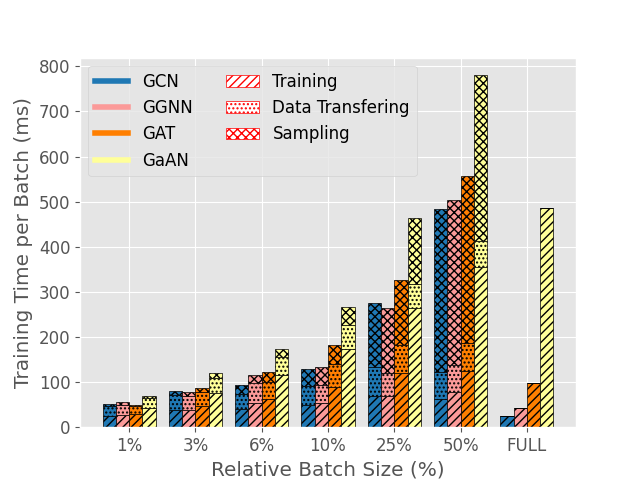 GCN
GGNN
GAT
GaAN
Training
Data Transfering
Sampling
Training Time per Batch (ms)
800
700
600
500
400
300
200
100
0
1% 3% 6% 10% 25% 50% FULL
Relative Batch Size (%)